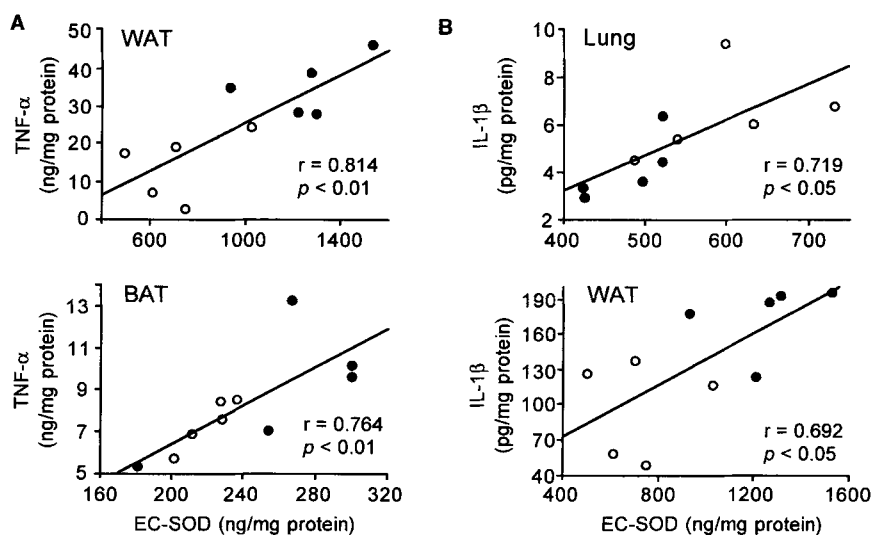 A
WAT
TNF-α
(ng/mg protein)
50
40
30
20
10
0
600
1000
1400
r = 0.814
p < 0.01
B
Lung
IL-1β
(pg/mg protein)
10
8
6
4
2
400
500
600
700
r = 0.719
p < 0.05
BAT
TNF-α
(ng/mg protein)
13
11
9
7
5
160
200
240
280
320
r = 0.764
p < 0.01
EC-SOD (ng/mg protein)
WAT
IL-1β
(pg/mg protein)
190
160
130
100
70
40
400
800
1200
1600
r = 0.692
p < 0.05
EC-SOD (ng/mg protein)